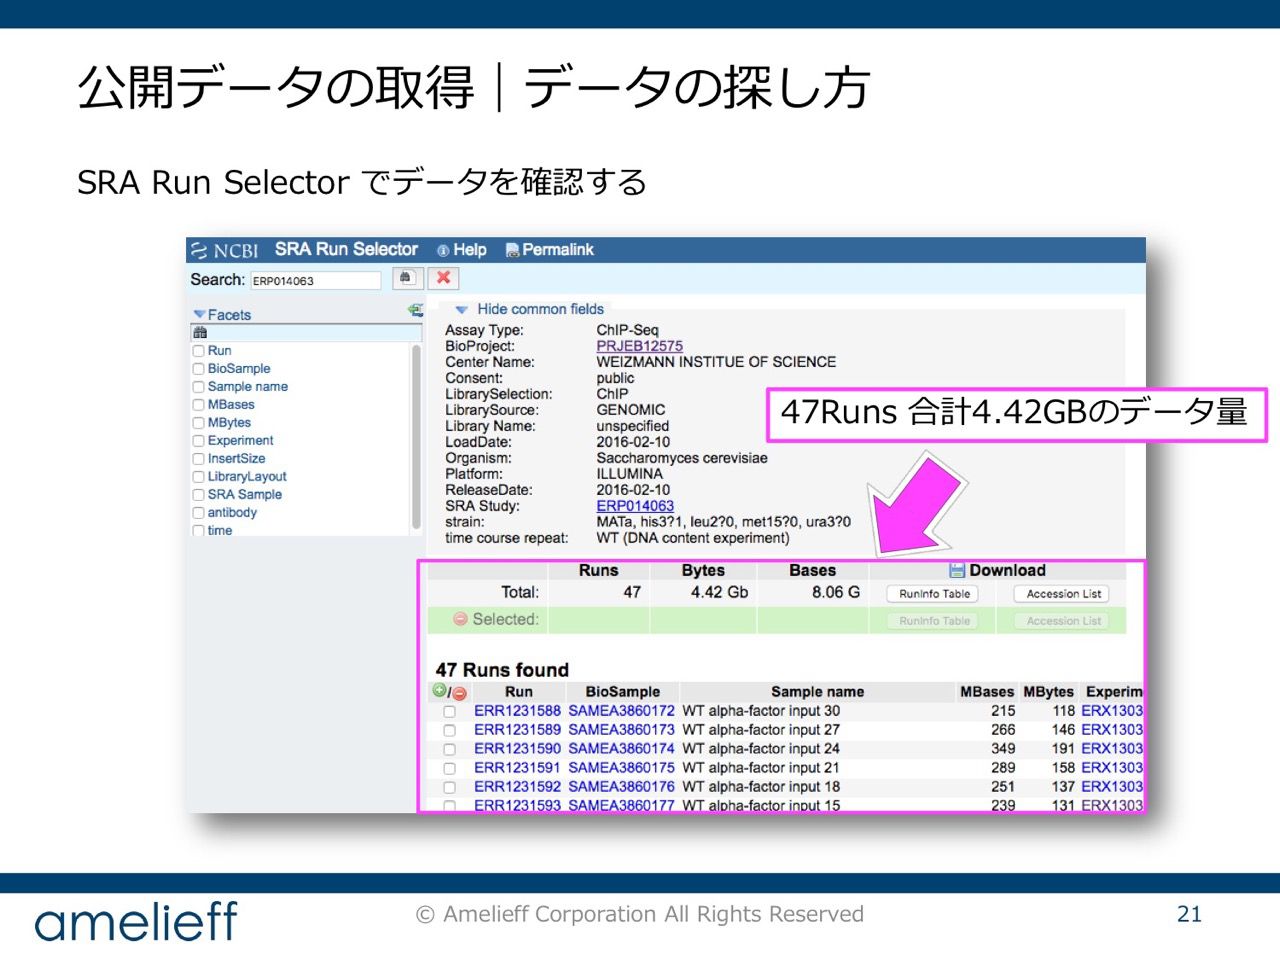 公開データの取得｜データの探し方
SRA Run Selector でデータを確認する
NCBI SRA Run Selector Help Permalink
Search: ERP014063
Facets
Run
BioSample
Sample name
MBases
MBytes
Experiment
InsertSize
LibraryLayout
SRA Sample
antibody
time
Hide common fields
Assay Type: ChIP-Seq
BioProject: PRJEB12575
Center Name: WEIZMANN INSTITUE OF SCIENCE
Consent: public
LibrarySelection: ChIP
LibrarySource: GENOMIC
Library Name: unspecified
LoadDate: 2016-02-10
Organism: Saccharomyces cerevisiae
Platform: ILLUMINA
ReleaseDate: 2016-02-10
SRA Study: ERP014063
strain: MATa, his3?1, leu2?0, met15?0, ura3?0
time course repeat: WT (DNA content experiment)
47Runs 合計4.42GBのデータ量
Runs Bytes Bases Download
Total: 47 4.42 Gb 8.06 G RunInfo Table Accession List
Selected: RunInfo Table Accession List
47 Runs found
/ Run BioSample Sample name MBases MBytes Experim
ERR1231588 SAMEA3860172 WT alpha-factor input 30 215 118 ERX1303
ERR1231589 SAMEA3860173 WT alpha-factor input 27 266 146 ERX1303
ERR1231590 SAMEA3860174 WT alpha-factor input 24 349 191 ERX1303
ERR1231591 SAMEA3860175 WT alpha-factor input 21 289 158 ERX1303
ERR1231592 SAMEA3860176 WT alpha-factor input 18 251 137 ERX1303
ERR1231593 SAMEA3860177 WT alpha-factor input 15 239 131 ERX1303
amelieff
© Amelieff Corporation All Rights Reserved
21